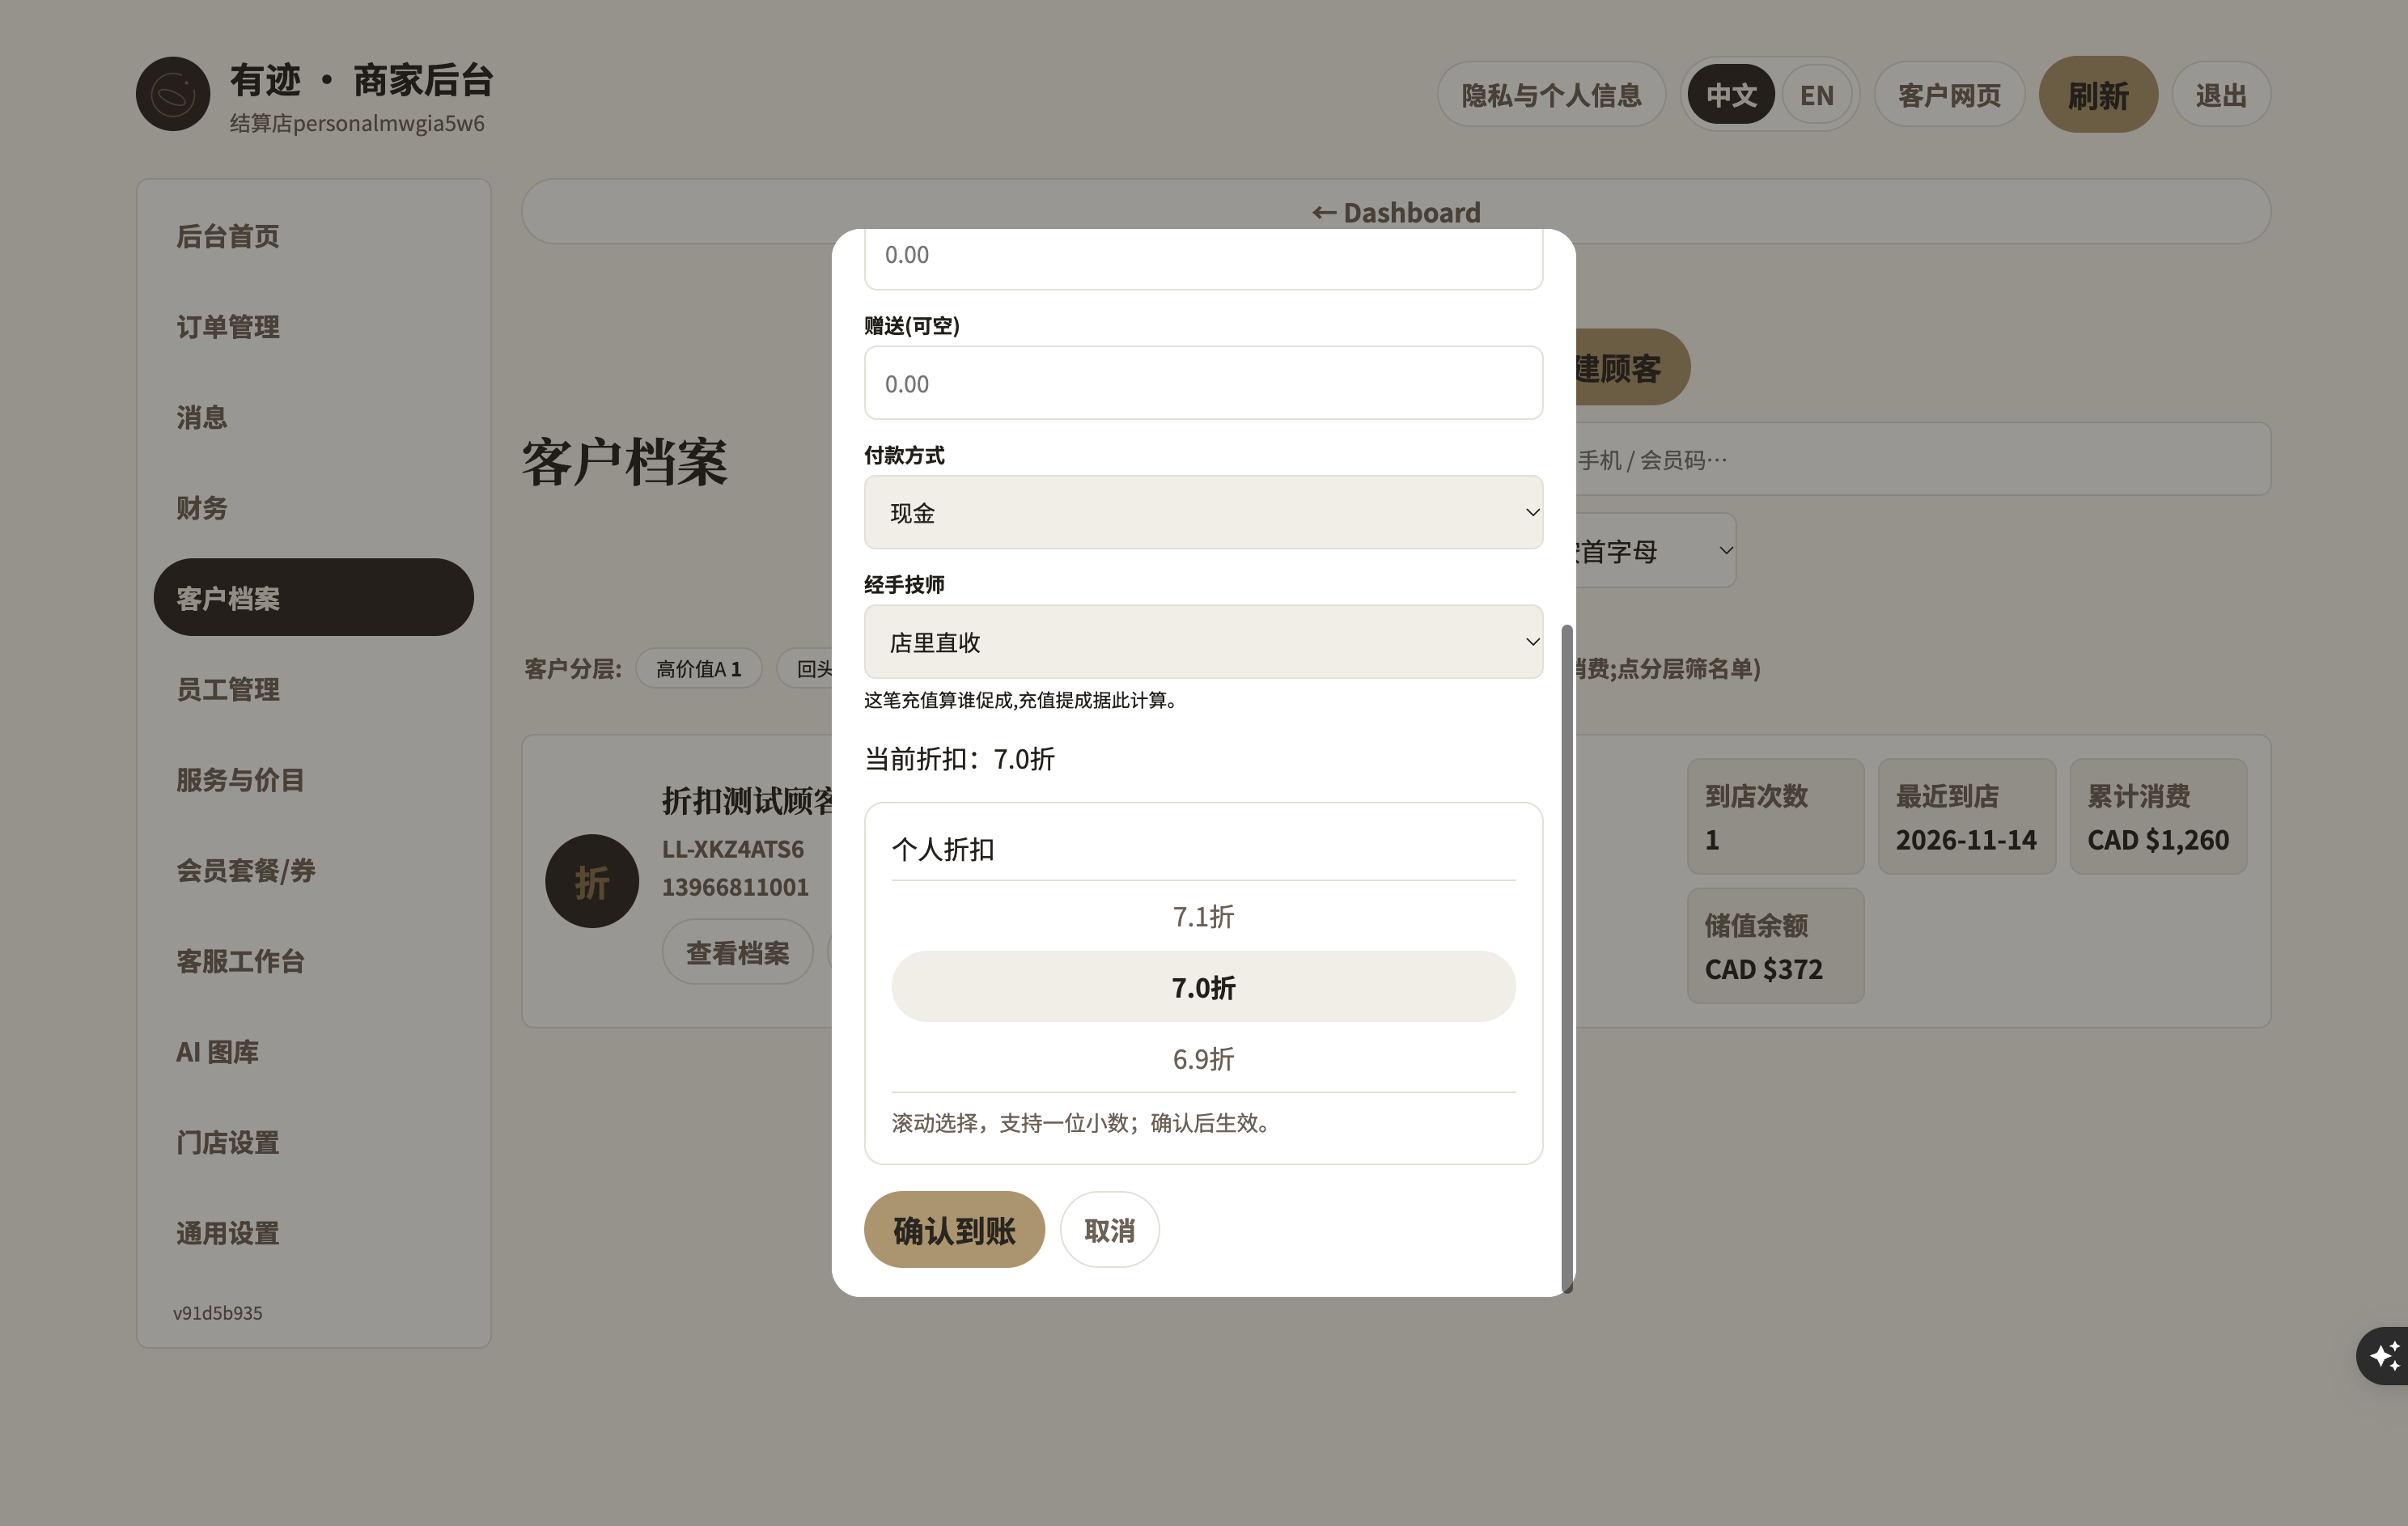 有迹 · 商家后台
结算店personalmwgia5w6
隐私与个人信息
中文
EN
客户网页
刷新
退出
后台首页
订单管理
消息
财务
客户档案
员工管理
服务与价目
会员套餐/券
客服工作台
AI 图库
门店设置
通用设置
v91d5b935
← Dashboard
建顾客
客户档案
手机 / 会员码…
首字母
客户分层:
高价值A 1
回头
消费;点分层筛名单)
折
折扣测试顾客
LL-XKZ4ATS6
13966811001
查看档案
到店次数
1
最近到店
2026-11-14
累计消费
CAD $1,260
储值余额
CAD $372
0.00
赠送(可空)
0.00
付款方式
现金
经手技师
店里直收
这笔充值算谁促成,充值提成据此计算。
当前折扣：7.0折
个人折扣
7.1折
7.0折
6.9折
滚动选择，支持一位小数；确认后生效。
确认到账
取消